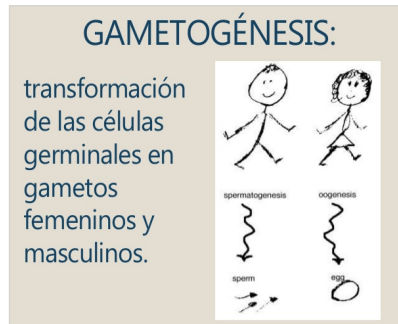 GAMETOGÉNESIS:
transformación
de las células
germinales en
gametos
femeninos y
masculinos.
spermatogenesis
oogenesis
sperm
egg